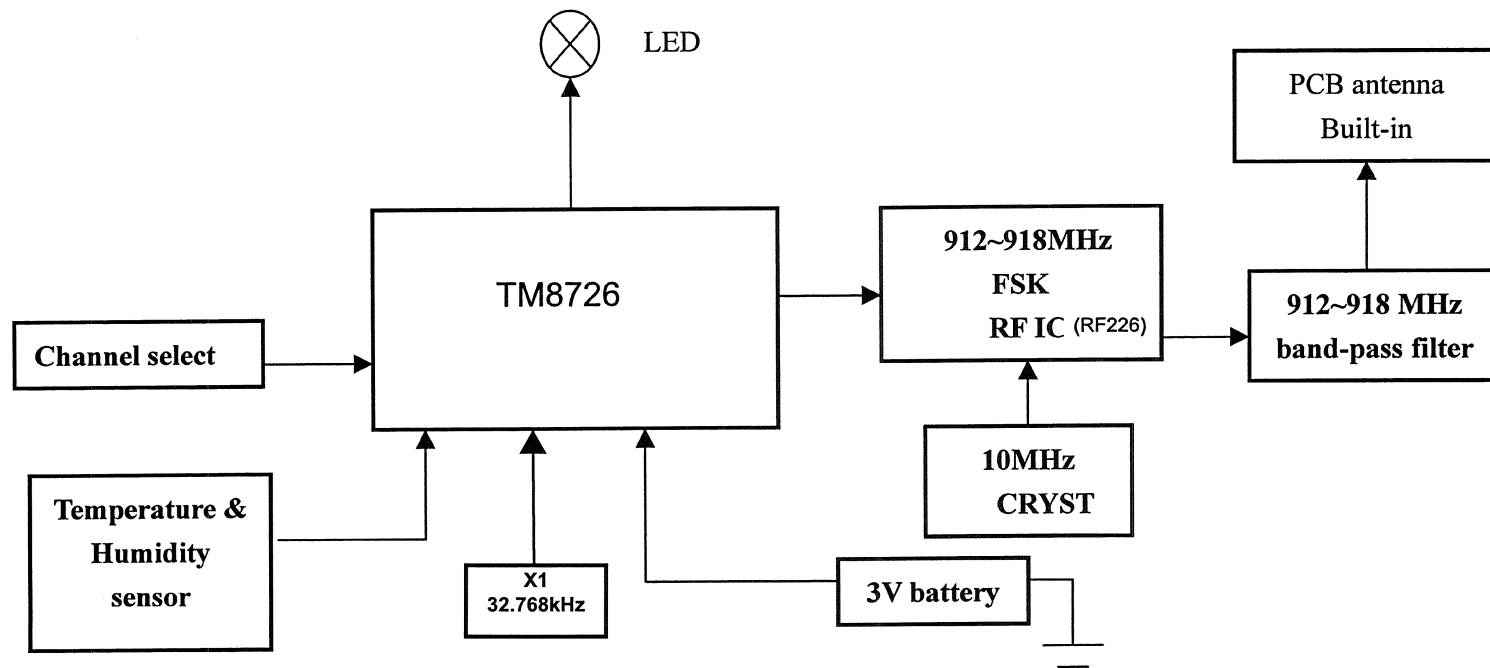 LED
PCB antenna
Built-in
TM8726
912~918MHz
FSK
RF IC (RF226)
912~918 MHz
band-pass filter
Channel select
10MHz
CRYST
Temperature &
Humidity
sensor
X1
32.768kHz
3V battery